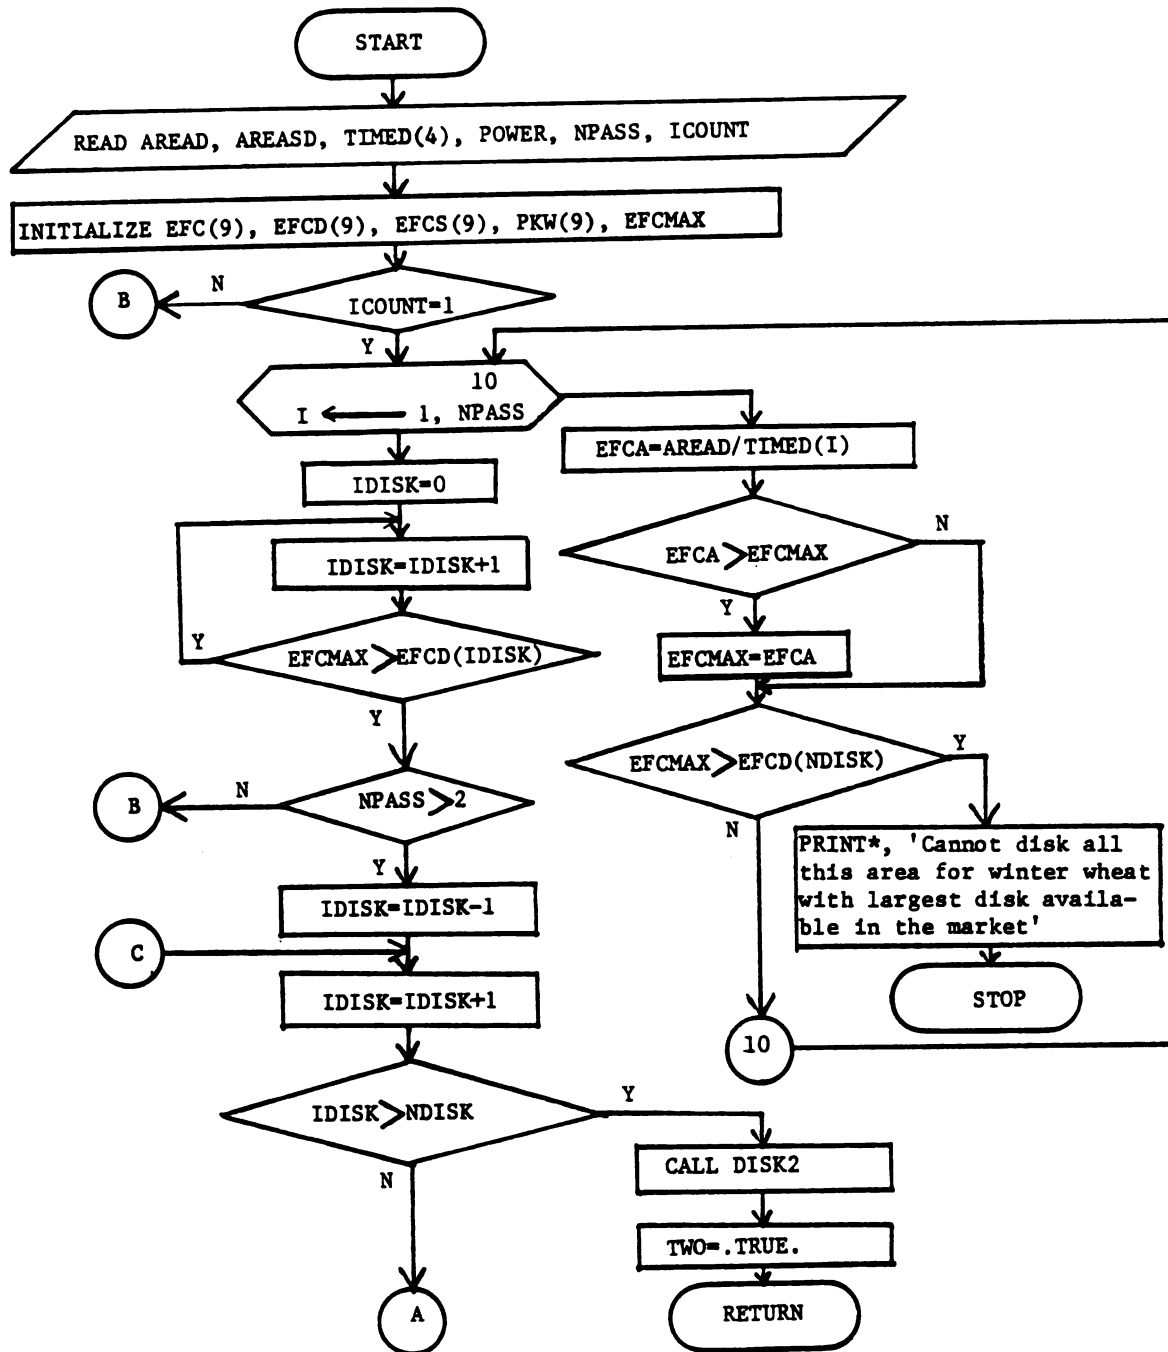 START
READ AREAD, AREASD, TIMED(4), POWER, NPASS, ICOUNT
INITIALIZE EFC(9), EFCD(9), EFCS(9), PKW(9), EFCMAX
B
N
ICOUNT=1
Y
10
I ← 1, NPASS
EFCA=AREAD/TIMED(I)
IDISK=0
N
EFCA>EFCMAX
IDISK=IDISK+1
Y
Y
EFCMAX>EFCD(IDISK)
EFCMAX=EFCA
Y
Y
EFCMAX>EFCD(NDISK)
B
N
NPASS>2
N
PRINT*, 'Cannot disk all
this area for winter wheat
with largest disk availa-
ble in the market'
Y
IDISK=IDISK-1
C
IDISK=IDISK+1
STOP
10
Y
IDISK>NDISK
CALL DISK2
N
TWO=.TRUE.
A
RETURN